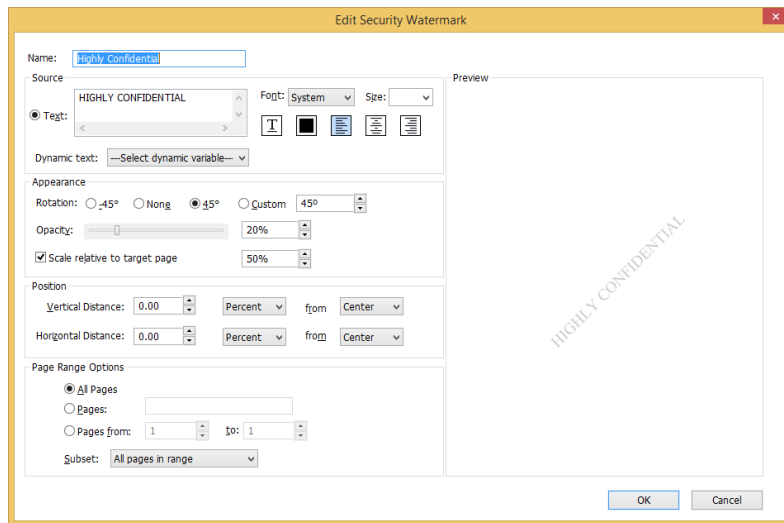 Edit Security Watermark
Name: Highly Confidential
Source
Text: HIGHLY CONFIDENTIAL
Font: System Size:
T
Dynamic text: ---Select dynamic variable---
Appearance
Rotation: -45° None 45° Custom 45º
Opacity: 20%
Scale relative to target page 50%
Position
Vertical Distance: 0.00 Percent from Center
Horizontal Distance: 0.00 Percent from Center
Page Range Options
All Pages
Pages:
Pages from: 1 to: 1
Subset: All pages in range
Preview
HIGHLY CONFIDENTIAL
OK Cancel